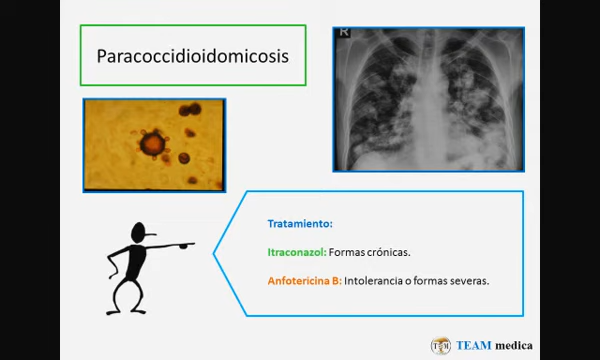 Paracoccidioidomicosis
R
Tratamiento:
Itraconazol: Formas crónicas.
Anfotericina B: Intolerancia o formas severas.
TEAM medica